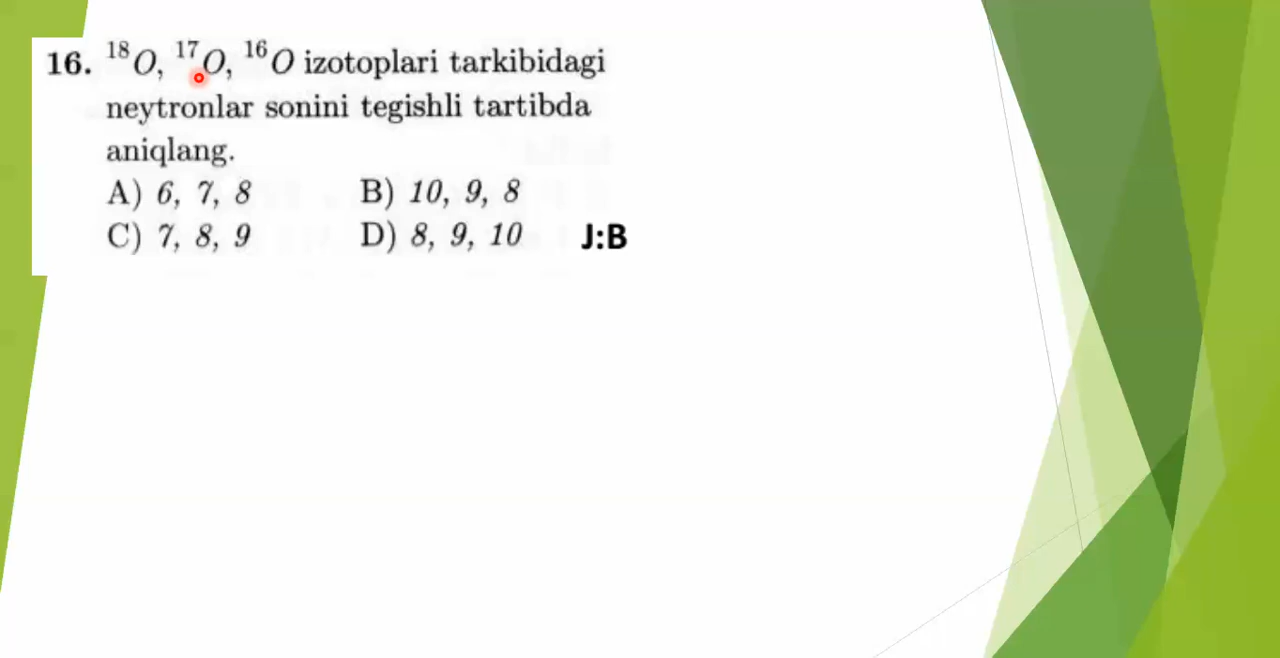 16. ¹⁸O, ¹⁷O, ¹⁶O izotoplari tarkibidagi
neytronlar sonini tegishli tartibda
aniqlang.
A) 6, 7, 8 B) 10, 9, 8
C) 7, 8, 9 D) 8, 9, 10 J:B